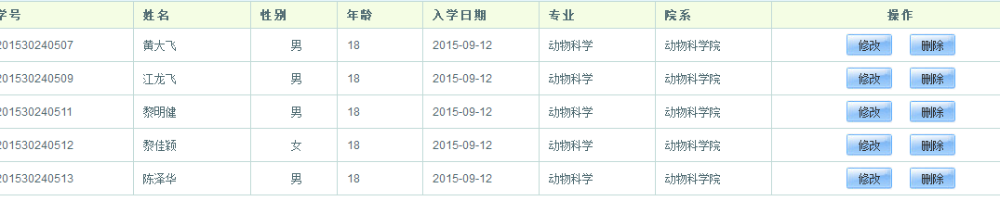 学号 姓名 性别 年龄 入学日期 专业 院系 操作
201530240507 黄大飞 男 18 2015-09-12 动物科学 动物科学院 修改 删除
201530240509 江龙飞 男 18 2015-09-12 动物科学 动物科学院 修改 删除
201530240511 黎明健 男 18 2015-09-12 动物科学 动物科学院 修改 删除
201530240512 黎佳颖 女 18 2015-09-12 动物科学 动物科学院 修改 删除
201530240513 陈泽华 男 18 2015-09-12 动物科学 动物科学院 修改 删除